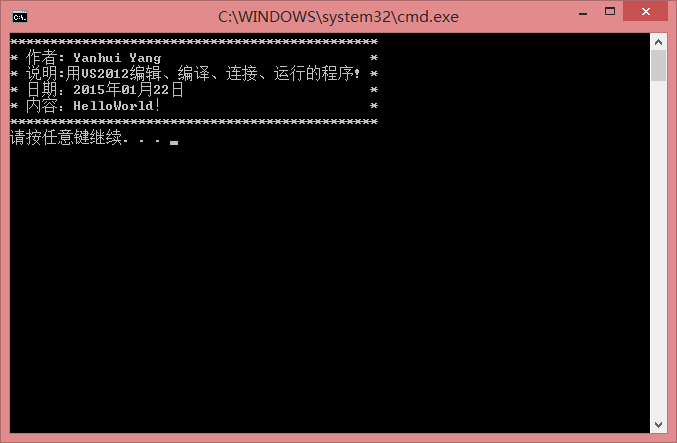 C:\WINDOWS\system32\cmd.exe
***********************************************
* 作者: Yanhui Yang                           *
* 说明:用VS2012编辑、编译、连接、运行的程序! *
* 日期: 2015年01月22日                        *
* 内容: HelloWorld!                           *
***********************************************
请按任意键继续. . .